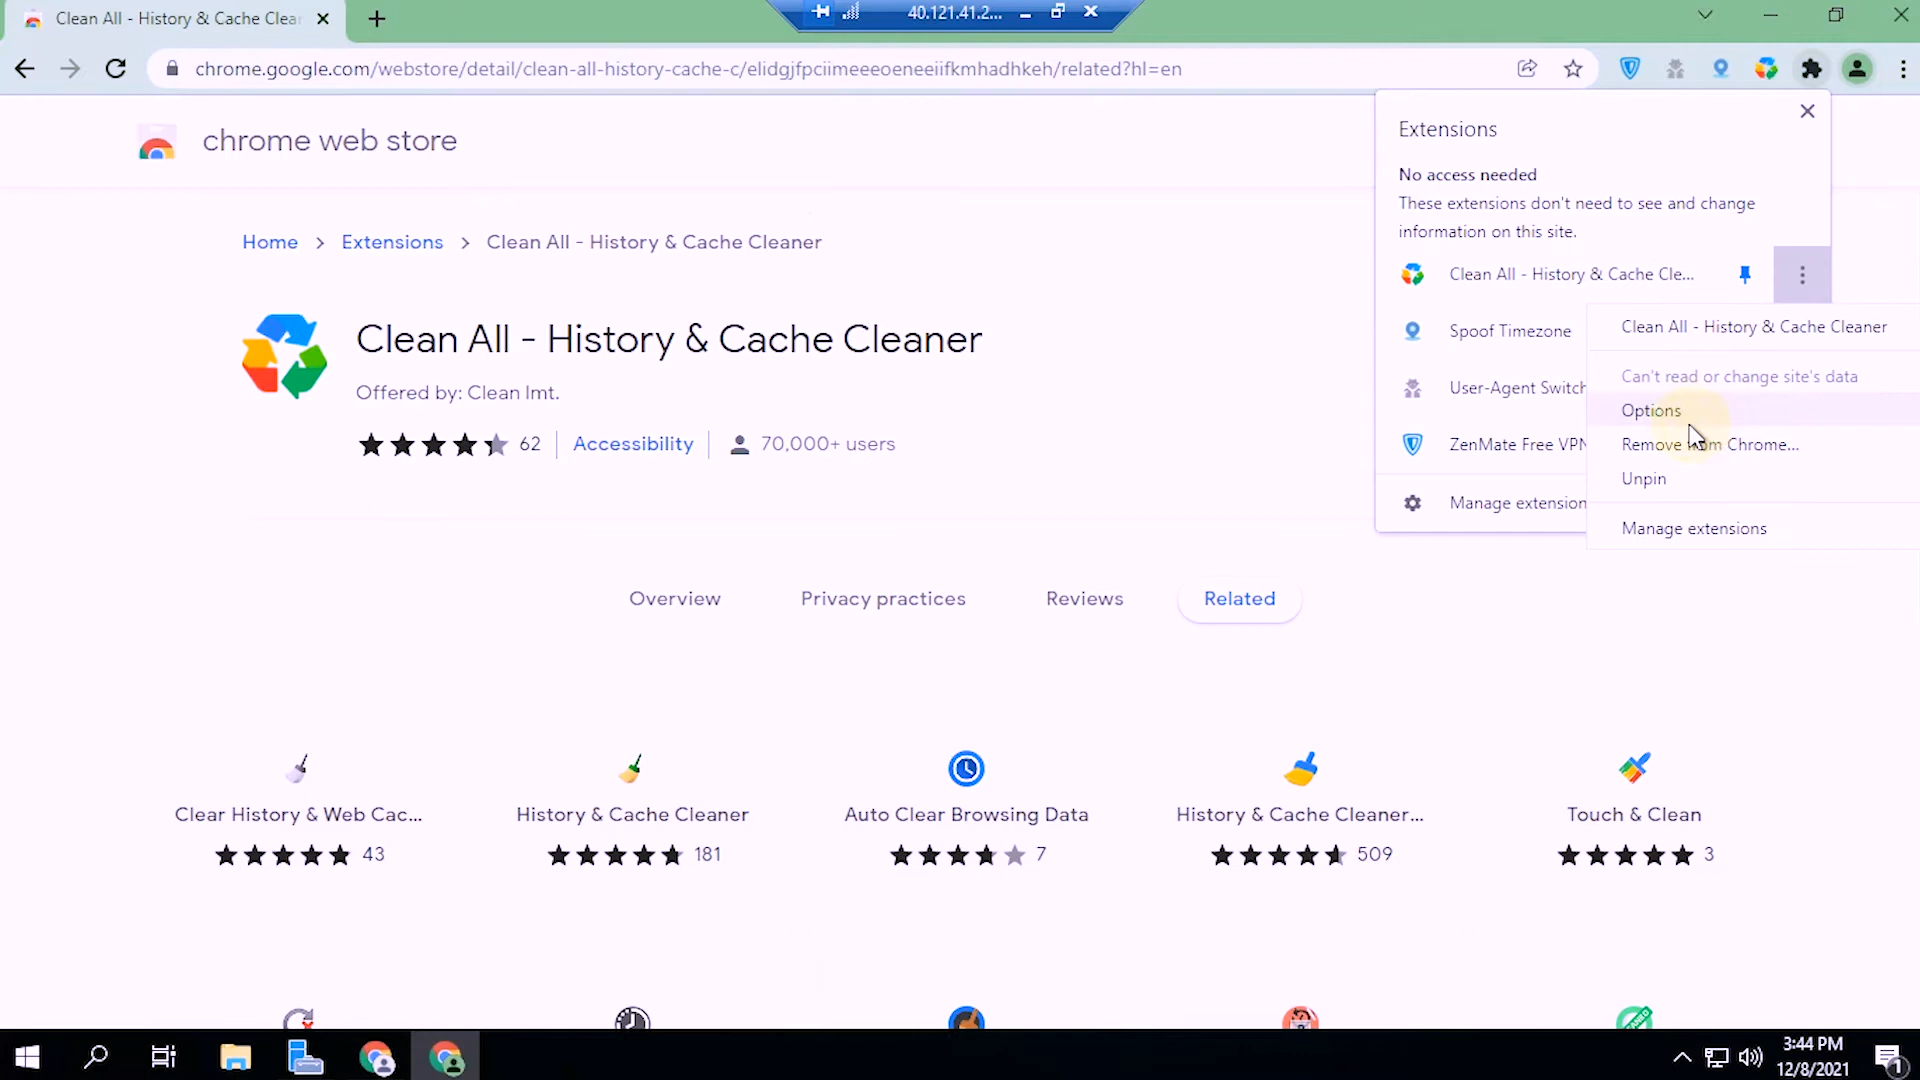 Clean All - History & Cache Clear
40.121.41.2...
chrome.google.com/webstore/detail/clean-all-history-cache-c/elidgjfpciimeeeoeneeiifkmhadhkeh/related?hl=en
chrome web store
Extensions
No access needed
These extensions don't need to see and change
information on this site.
Clean All - History & Cache Cle...
Spoof Timezone
User-Agent Switch
ZenMate Free VPN
Manage extension
Clean All - History & Cache Cleaner
Can't read or change site's data
Options
Remove from Chrome...
Unpin
Manage extensions
Home > Extensions > Clean All - History & Cache Cleaner
Clean All - History & Cache Cleaner
Offered by: Clean lmt.
62 Accessibility 70,000+ users
Overview Privacy practices Reviews Related
Clear History & Web Cac... History & Cache Cleaner Auto Clear Browsing Data History & Cache Cleaner... Touch & Clean
43 181 7 509 3
3:44 PM
12/8/2021
1